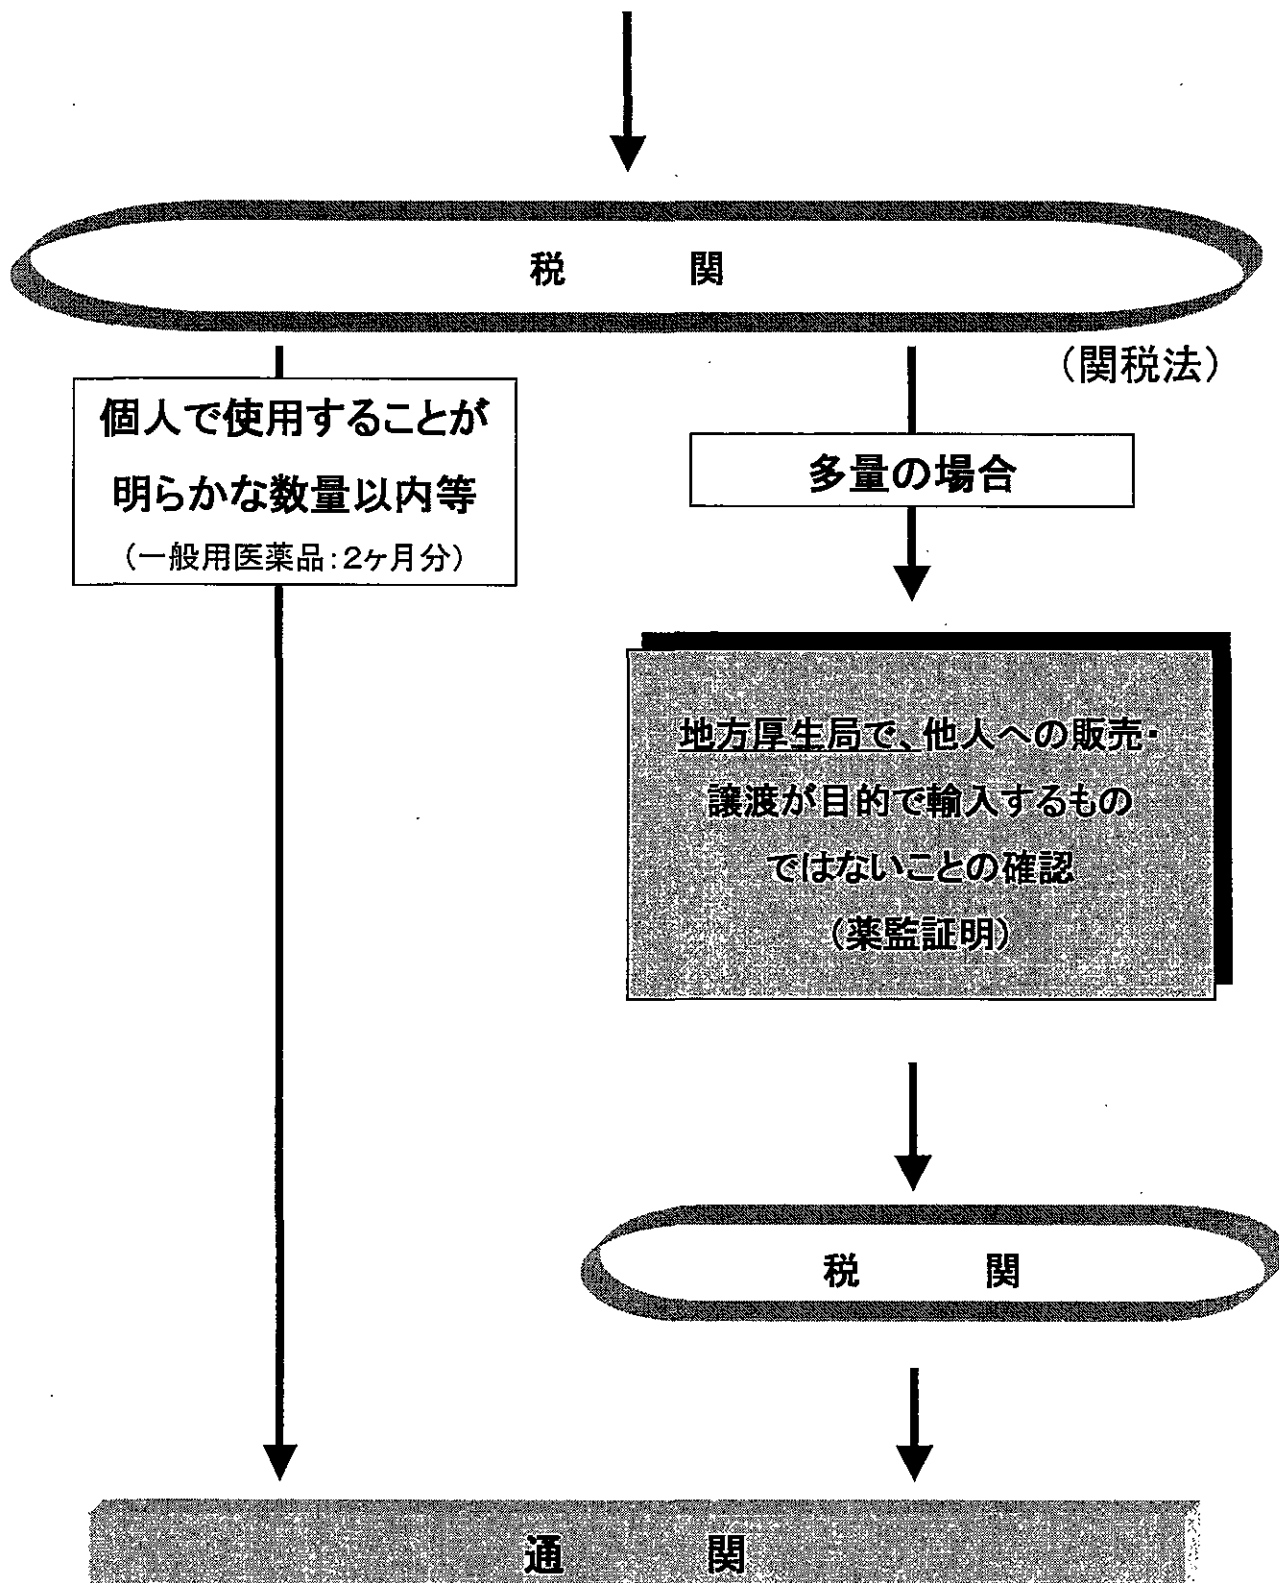 税　　関
（関税法）
個人で使用することが
明らかな数量以内等
（一般用医薬品：2ヶ月分）
多量の場合
地方厚生局で、他人への販売・
譲渡が目的で輸入するもの
ではないことの確認
（薬監証明）
税　　関
通　　関